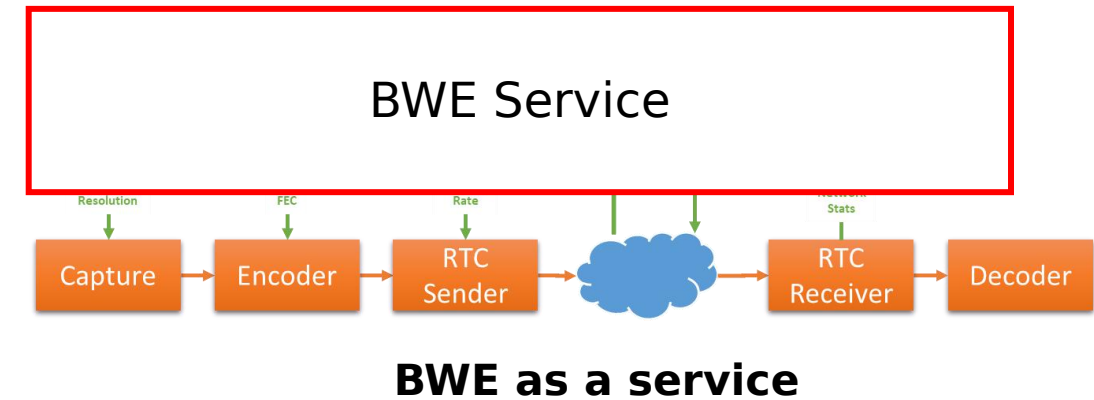 BWE Service
Resolution
FEC
Rate
Stats
Capture
Encoder
RTC
Sender
RTC
Receiver
Decoder
BWE as a service